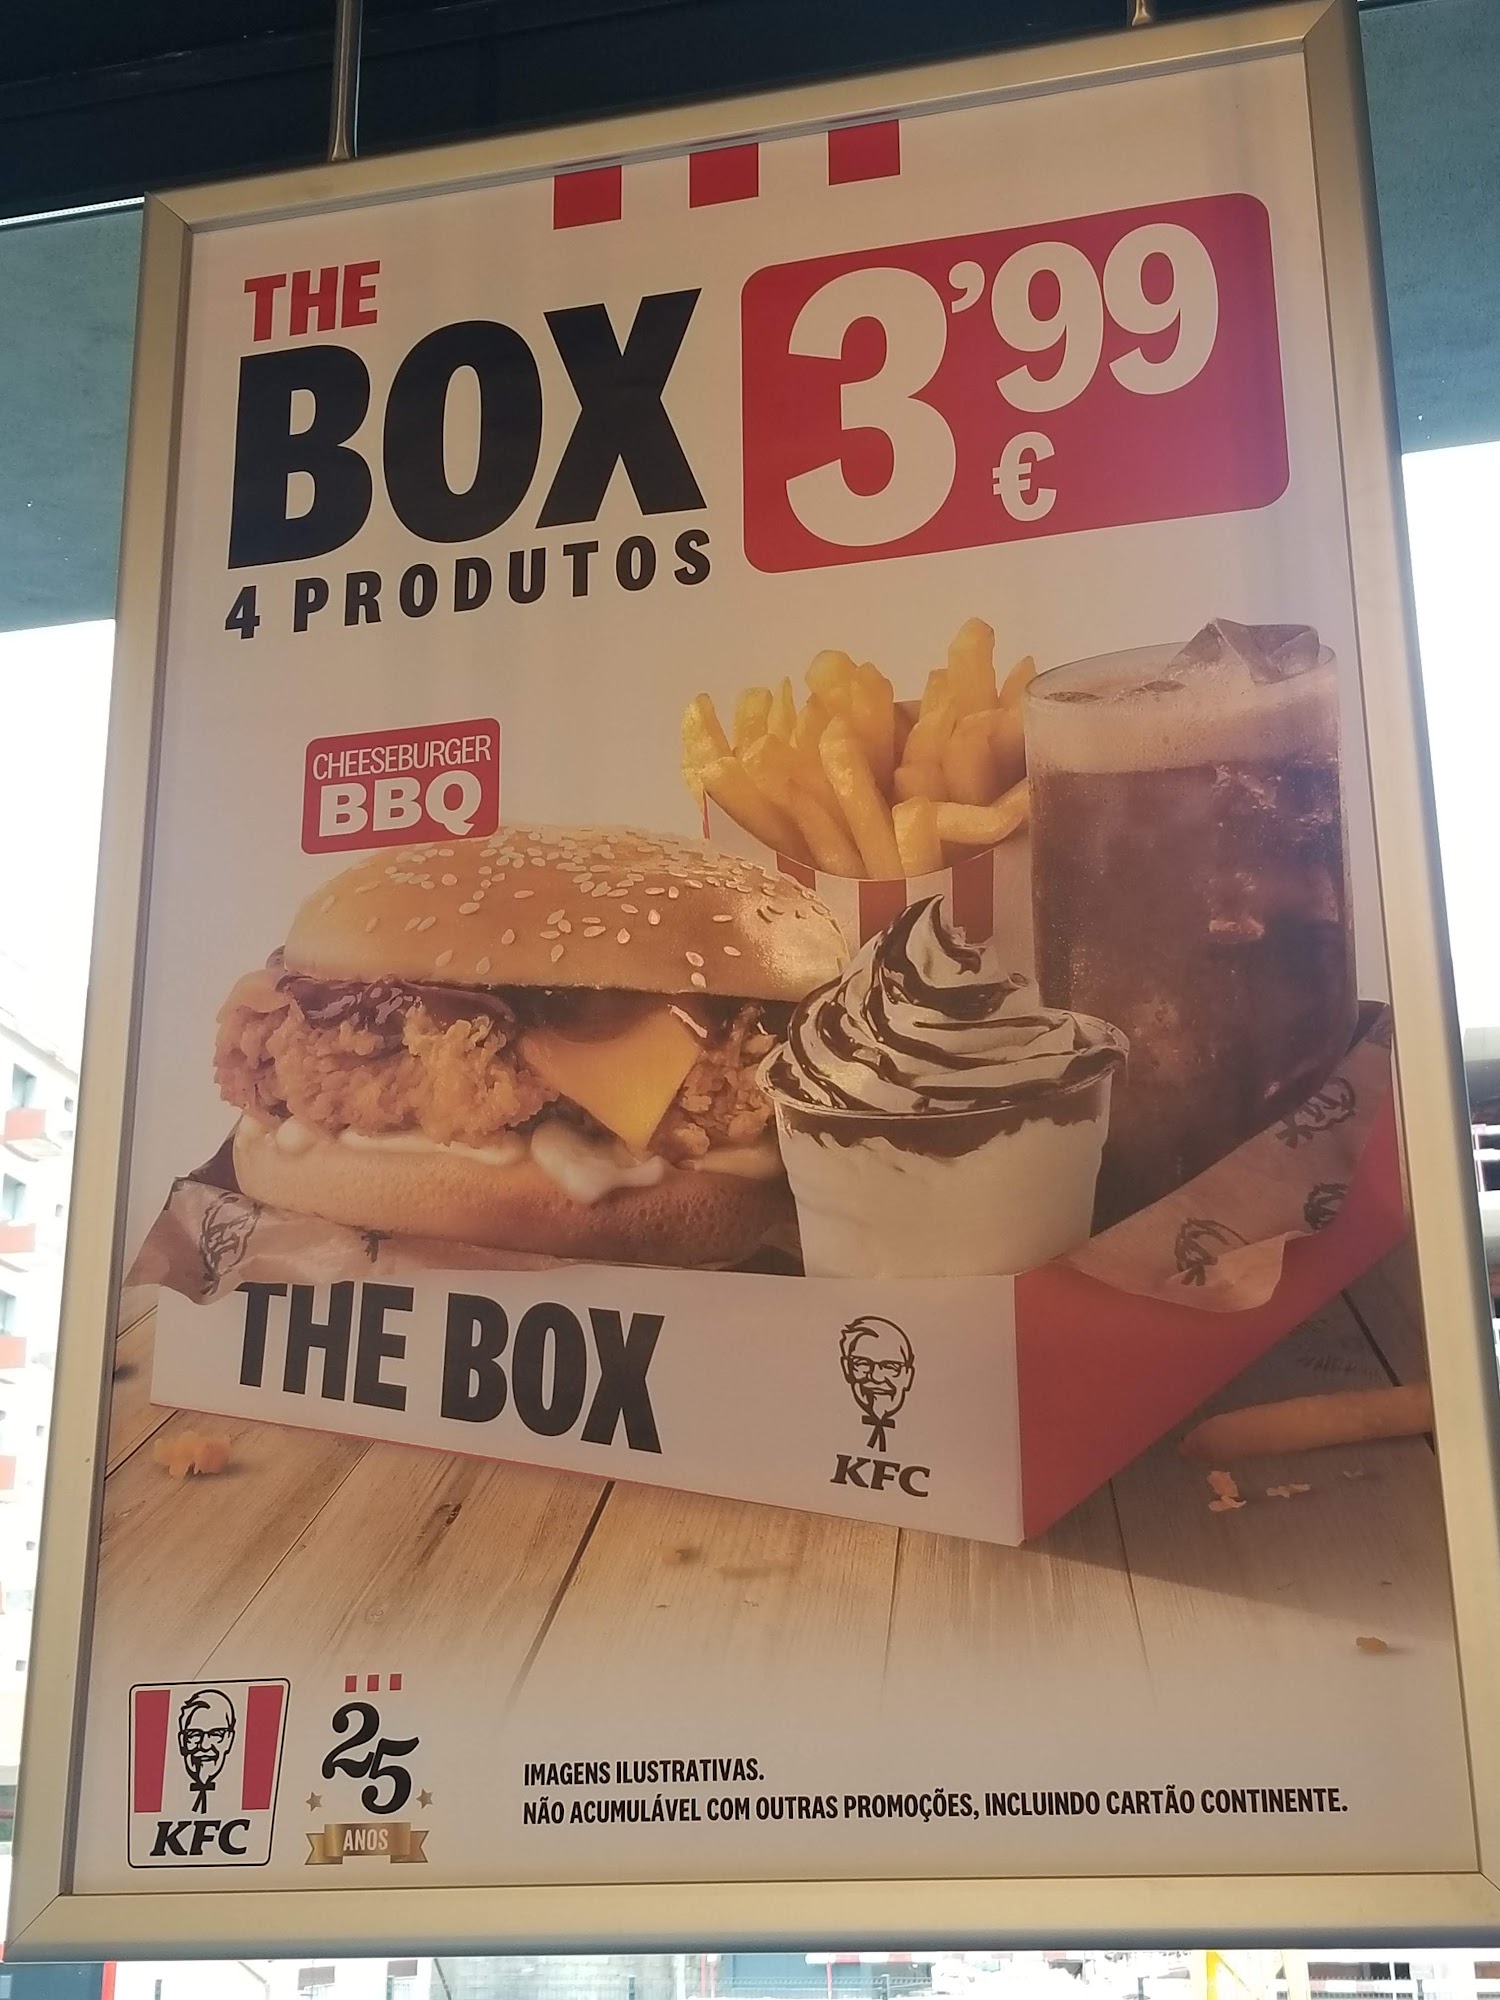 THE
BOX
4 PRODUTOS
3'99
€
CHEESEBURGER
BBQ
THE BOX
KFC
KFC
25
ANOS
IMAGENS ILUSTRATIVAS.
NÃO ACUMULÁVEL COM OUTRAS PROMOÇÕES, INCLUINDO CARTÃO CONTINENTE.